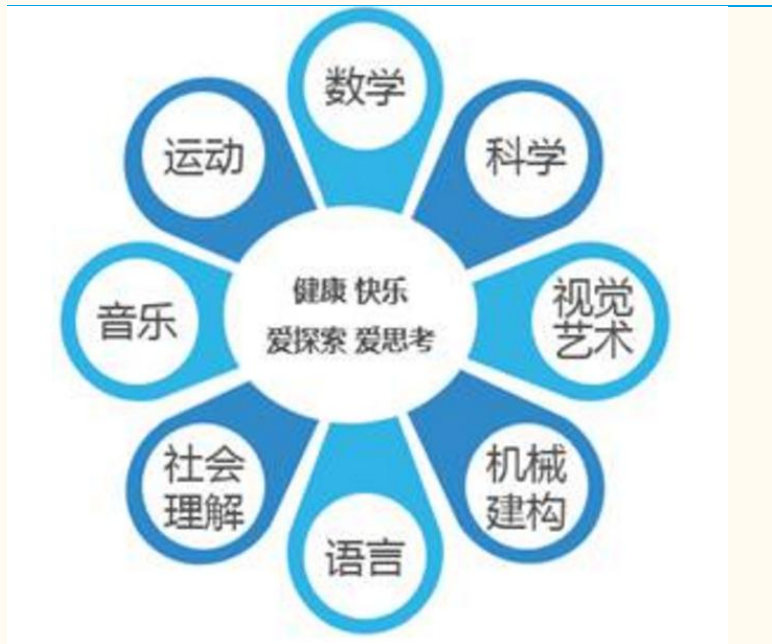 数学
运动
科学
健康 快乐
爱探索 爱思考
音乐
视觉
艺术
社会
理解
机械
建构
语言